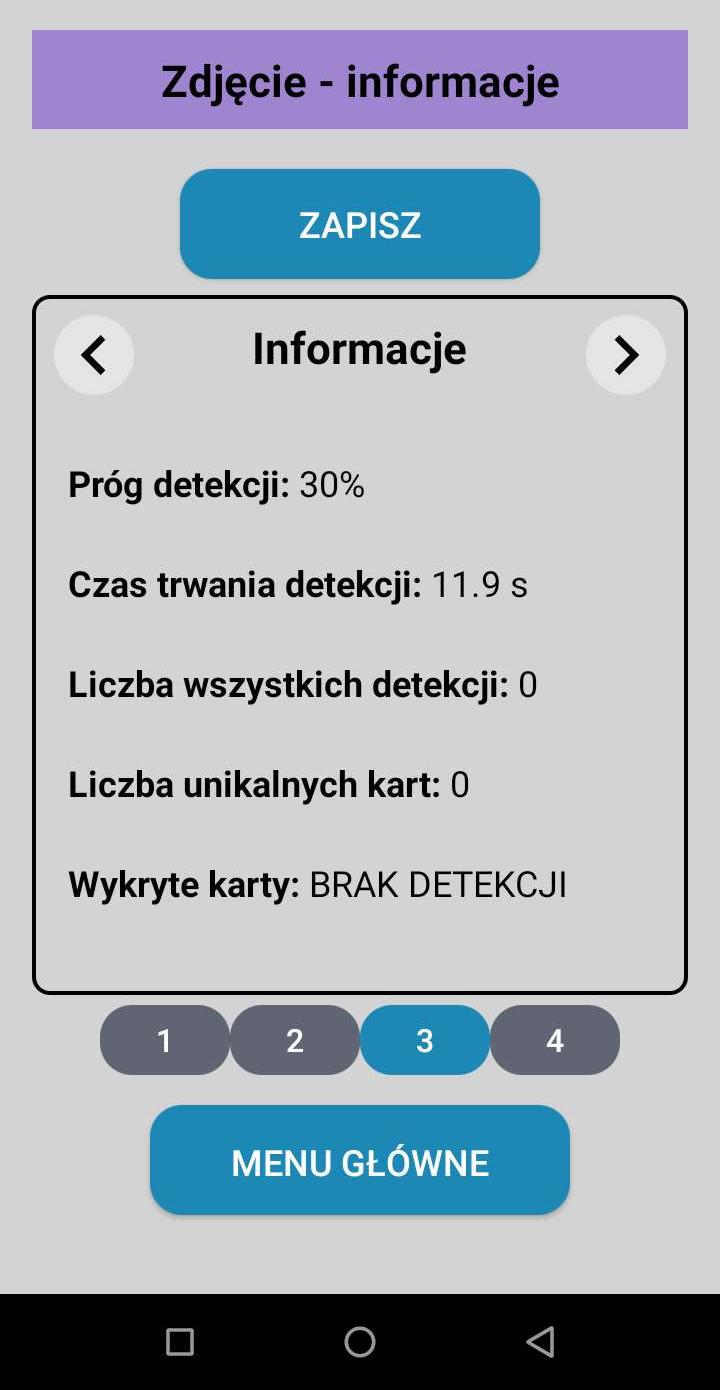 Zdjęcie - informacje
ZAPISZ
Informacje
Próg detekcji: 30%
Czas trwania detekcji: 11.9 s
Liczba wszystkich detekcji: 0
Liczba unikalnych kart: 0
Wykryte karty: BRAK DETEKCJI
1 2 3 4
MENU GŁÓWNE